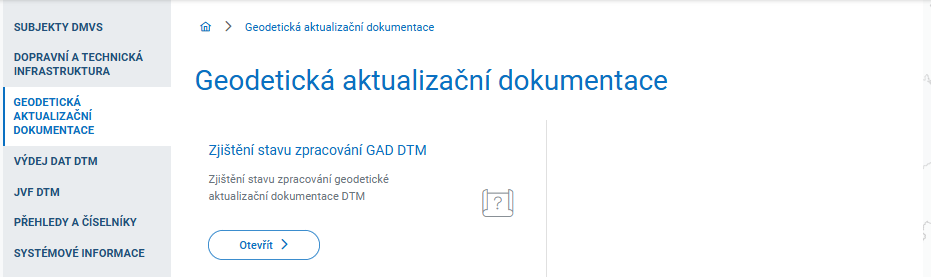 SUBJEKTY DMVS
DOPRAVNÍ A TECHNICKÁ
INFRASTRUKTURA
GEODETICKÁ
AKTUALIZAČNÍ
DOKUMENTACE
VÝDEJ DAT DTM
JVF DTM
PŘEHLEDY A ČÍSELNÍKY
SYSTÉMOVÉ INFORMACE
Geodetická aktualizační dokumentace
Geodetická aktualizační dokumentace
Zjištění stavu zpracování GAD DTM
Zjištění stavu zpracování geodetické
aktualizační dokumentace DTM
?
Otevřít